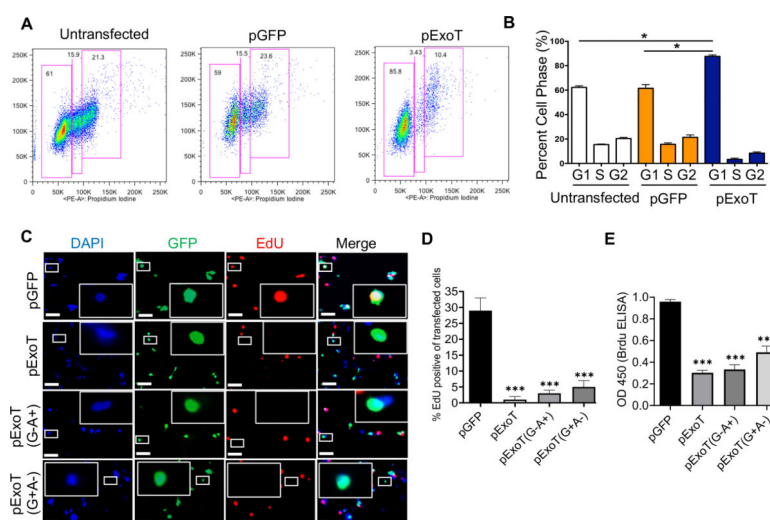 A
Untransfected
pGFP
pExoT
15.9
21.3
61
15.5
23.6
59
3.43
10.4
85.8
250K
200K
150K
100K
50K
0
0 50K 100K 150K 200K 250K
<PE-A>: Propidium Iodine
B
Percent Cell Phase (%)
100
80
60
40
20
0
*
*
G1 S G2 G1 S G2 G1 S G2
Untransfected pGFP pExoT
C
DAPI GFP EdU Merge
pGFP
pExoT
pExoT
(G-A+)
pExoT
(G+A-)
D
% EdU positive of transfected cells
35
30
25
20
15
10
5
0
***
***
***
pGFP
pExoT
pExoT(G-A+)
pExoT(G+A-)
E
OD 450 (Brdu ELISA)
1.0
0.8
0.6
0.4
0.2
0.0
***
***
pGFP
pExoT
pExoT(G-A+)
pExoT(G+A-)